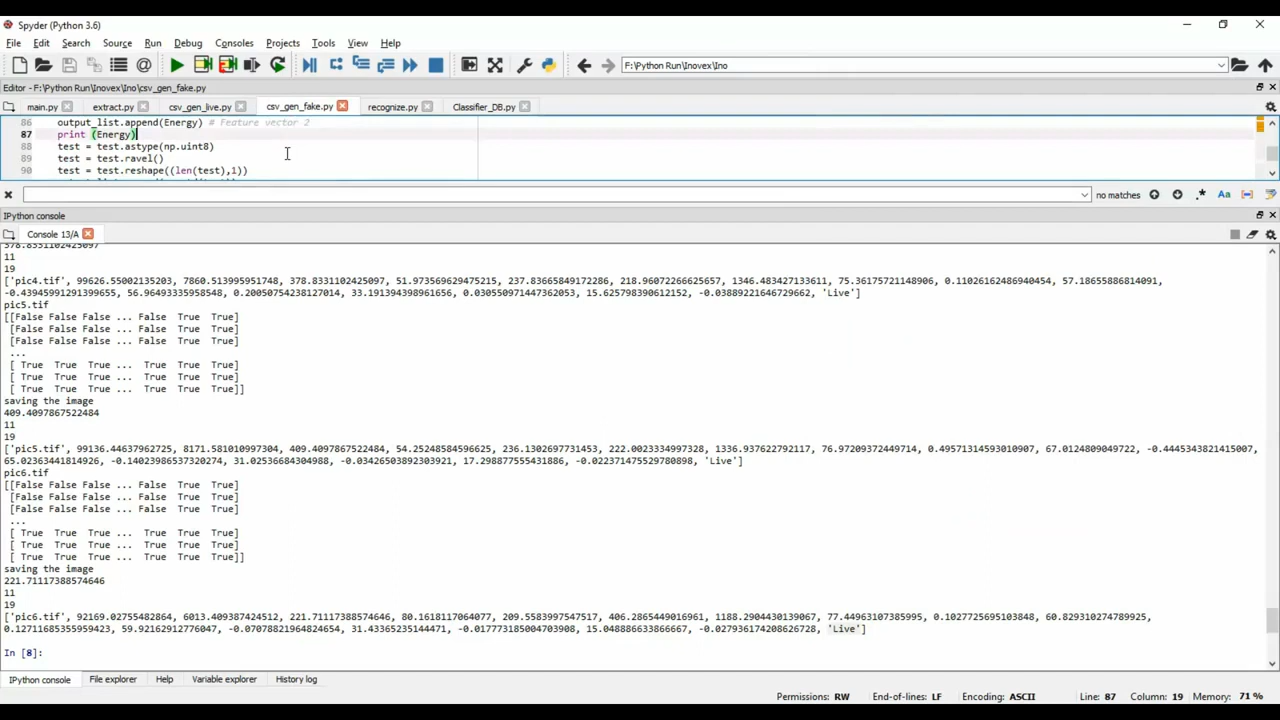 Spyder (Python 3.6)
File Edit Search Source Run Debug Consoles Projects Tools View Help
F:\Python Run\Inovex\Ino
Editor - F:\Python Run\Inovex\Ino\csv_gen_fake.py
main.py extract.py csv_gen_live.py csv_gen_fake.py recognize.py Classifier_DB.py
86 output_list.append(Energy) # Feature vector 2
87 print (Energy)
88 test = test.astype(np.uint8)
89 test = test.ravel()
90 test = test.reshape((len(test),1))
no matches
IPython console
Console 13/A
378.8331102425097
11
19
['pic4.tif', 99626.55002135203, 7860.513995951748, 378.8331102425097, 51.973569629475215, 237.83665849172286, 218.96072266625657, 1346.483427133611, 75.36175721148906, 0.11026162486940454, 57.18655886814091,
-0.43945991291399655, 56.96493335958548, 0.20050754238127014, 33.191394398961656, 0.030550971447362053, 15.625798390612152, -0.03889221646729662, 'Live']
pic5.tif
[[False False False ... False True True]
[False False False ... False True True]
[False False False ... False True True]
...
[ True True True ... True True True]
[ True True True ... True True True]
[ True True True ... True True True]]
saving the image
409.4097867522484
11
19
['pic5.tif', 99136.44637962725, 8171.581010997304, 409.4097867522484, 54.25248584596625, 236.1302697731453, 222.0023334997328, 1336.937622792117, 76.97209372449714, 0.49571314593010907, 67.0124809049722, -0.4445343821415007,
65.02363441814926, -0.14023986537320274, 31.02536684304988, -0.03426503892303921, 17.298877555431886, -0.022371475529780898, 'Live']
pic6.tif
[[False False False ... False True True]
[False False False ... False True True]
[False False False ... False True True]
...
[ True True True ... True True True]
[ True True True ... True True True]
[ True True True ... True True True]]
saving the image
221.71117388574646
11
19
['pic6.tif', 92169.02755482864, 6013.409387424512, 221.71117388574646, 80.1618117064077, 209.5583997547517, 406.2865449016961, 1188.2904430139067, 77.44963107385995, 0.1027725695103848, 60.829310274789925,
0.12711685355959423, 59.92162912776047, -0.07078821964824654, 31.43365235144471, -0.017773185004703908, 15.048886633866667, -0.027936174208626728, 'Live']
In [8]:
IPython console File explorer Help Variable explorer History log
Permissions: RW End-of-lines: LF Encoding: ASCII Line: 87 Column: 19 Memory: 71 %